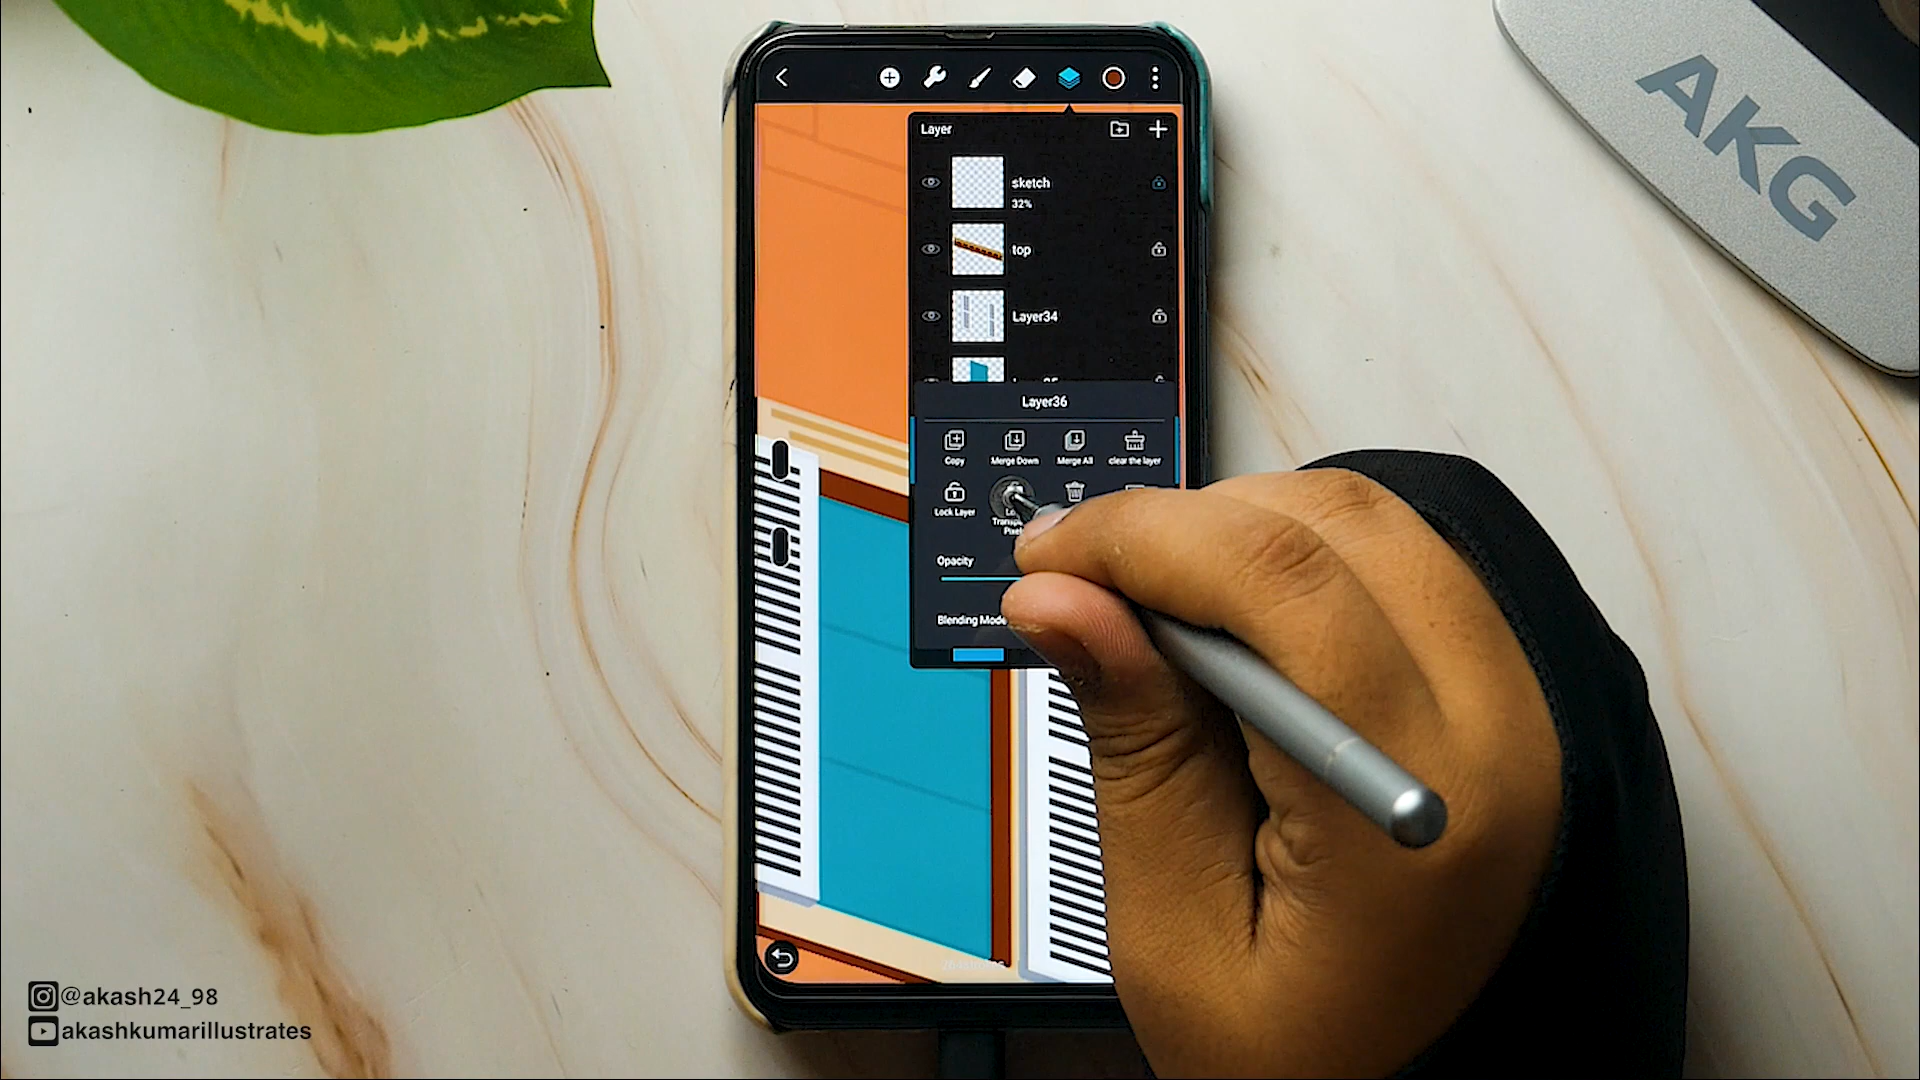 AKG
Layer
sketch
32%
top
Layer34
Layer36
Copy
Merge Down
Merge All
clear the layer
Lock Layer
Opacity
Blending Mode
@akash24_98
akashkumarillustrates